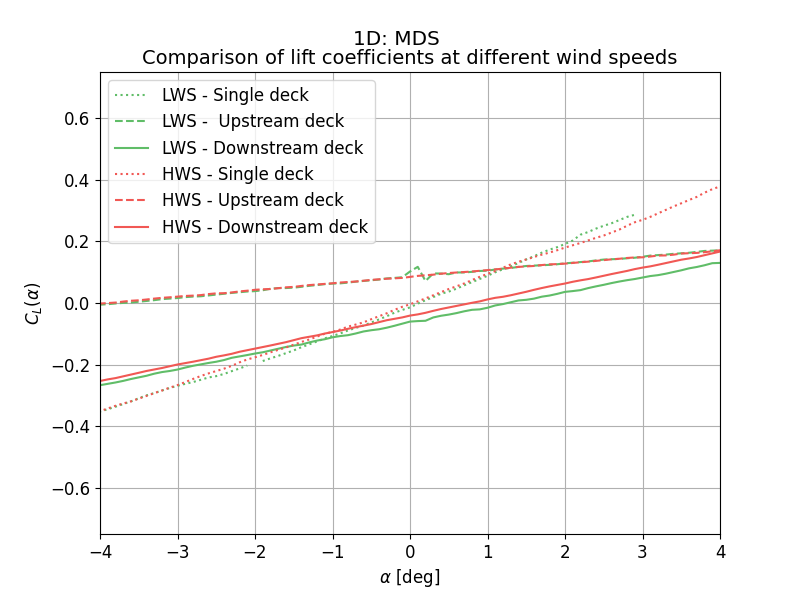 1D: MDS
Comparison of lift coefficients at different wind speeds
LWS - Single deck
LWS -  Upstream deck
LWS - Downstream deck
HWS - Single deck
HWS - Upstream deck
HWS - Downstream deck
0.6
0.4
0.2
0.0
−0.2
−0.4
−0.6
C_L(α)
−4 −3 −2 −1 0 1 2 3 4
α [deg]